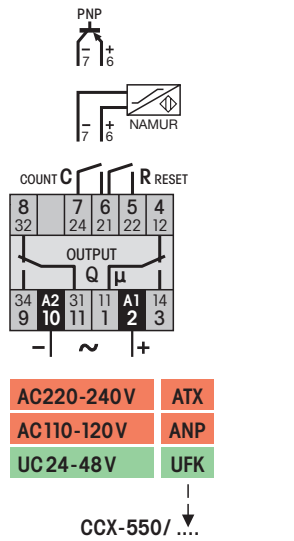 PNP
− +
7 6
− +
7 6
NAMUR
COUNT C R RESET
8 7 6 5 4
32 24 21 22 12
OUTPUT
Q µ
34 A2 31 11 A1 14
9 10 11 1 2 3
− ~ +
AC220-240V ATX
AC110-120V ANP
UC24-48V UFK
CCX-550/ ....